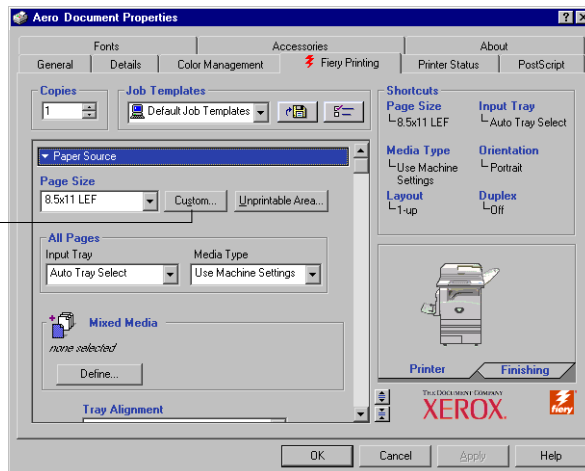 Aero Document Properties
Fonts Accessories About
General Details Color Management Fiery Printing Printer Status PostScript
Copies
1
Job Templates
Default Job Templates
Paper Source
Page Size
8.5x11 LEF Custom... Unprintable Area...
All Pages
Input Tray Media Type
Auto Tray Select Use Machine Settings
Mixed Media
none selected
Define...
Tray Alignment
Shortcuts
Page Size Input Tray
8.5x11 LEF Auto Tray Select
Media Type Orientation
Use Machine Settings Portrait
Layout Duplex
1-up Off
Printer Finishing
THE DOCUMENT COMPANY
XEROX.
fiery
OK Cancel Apply Help